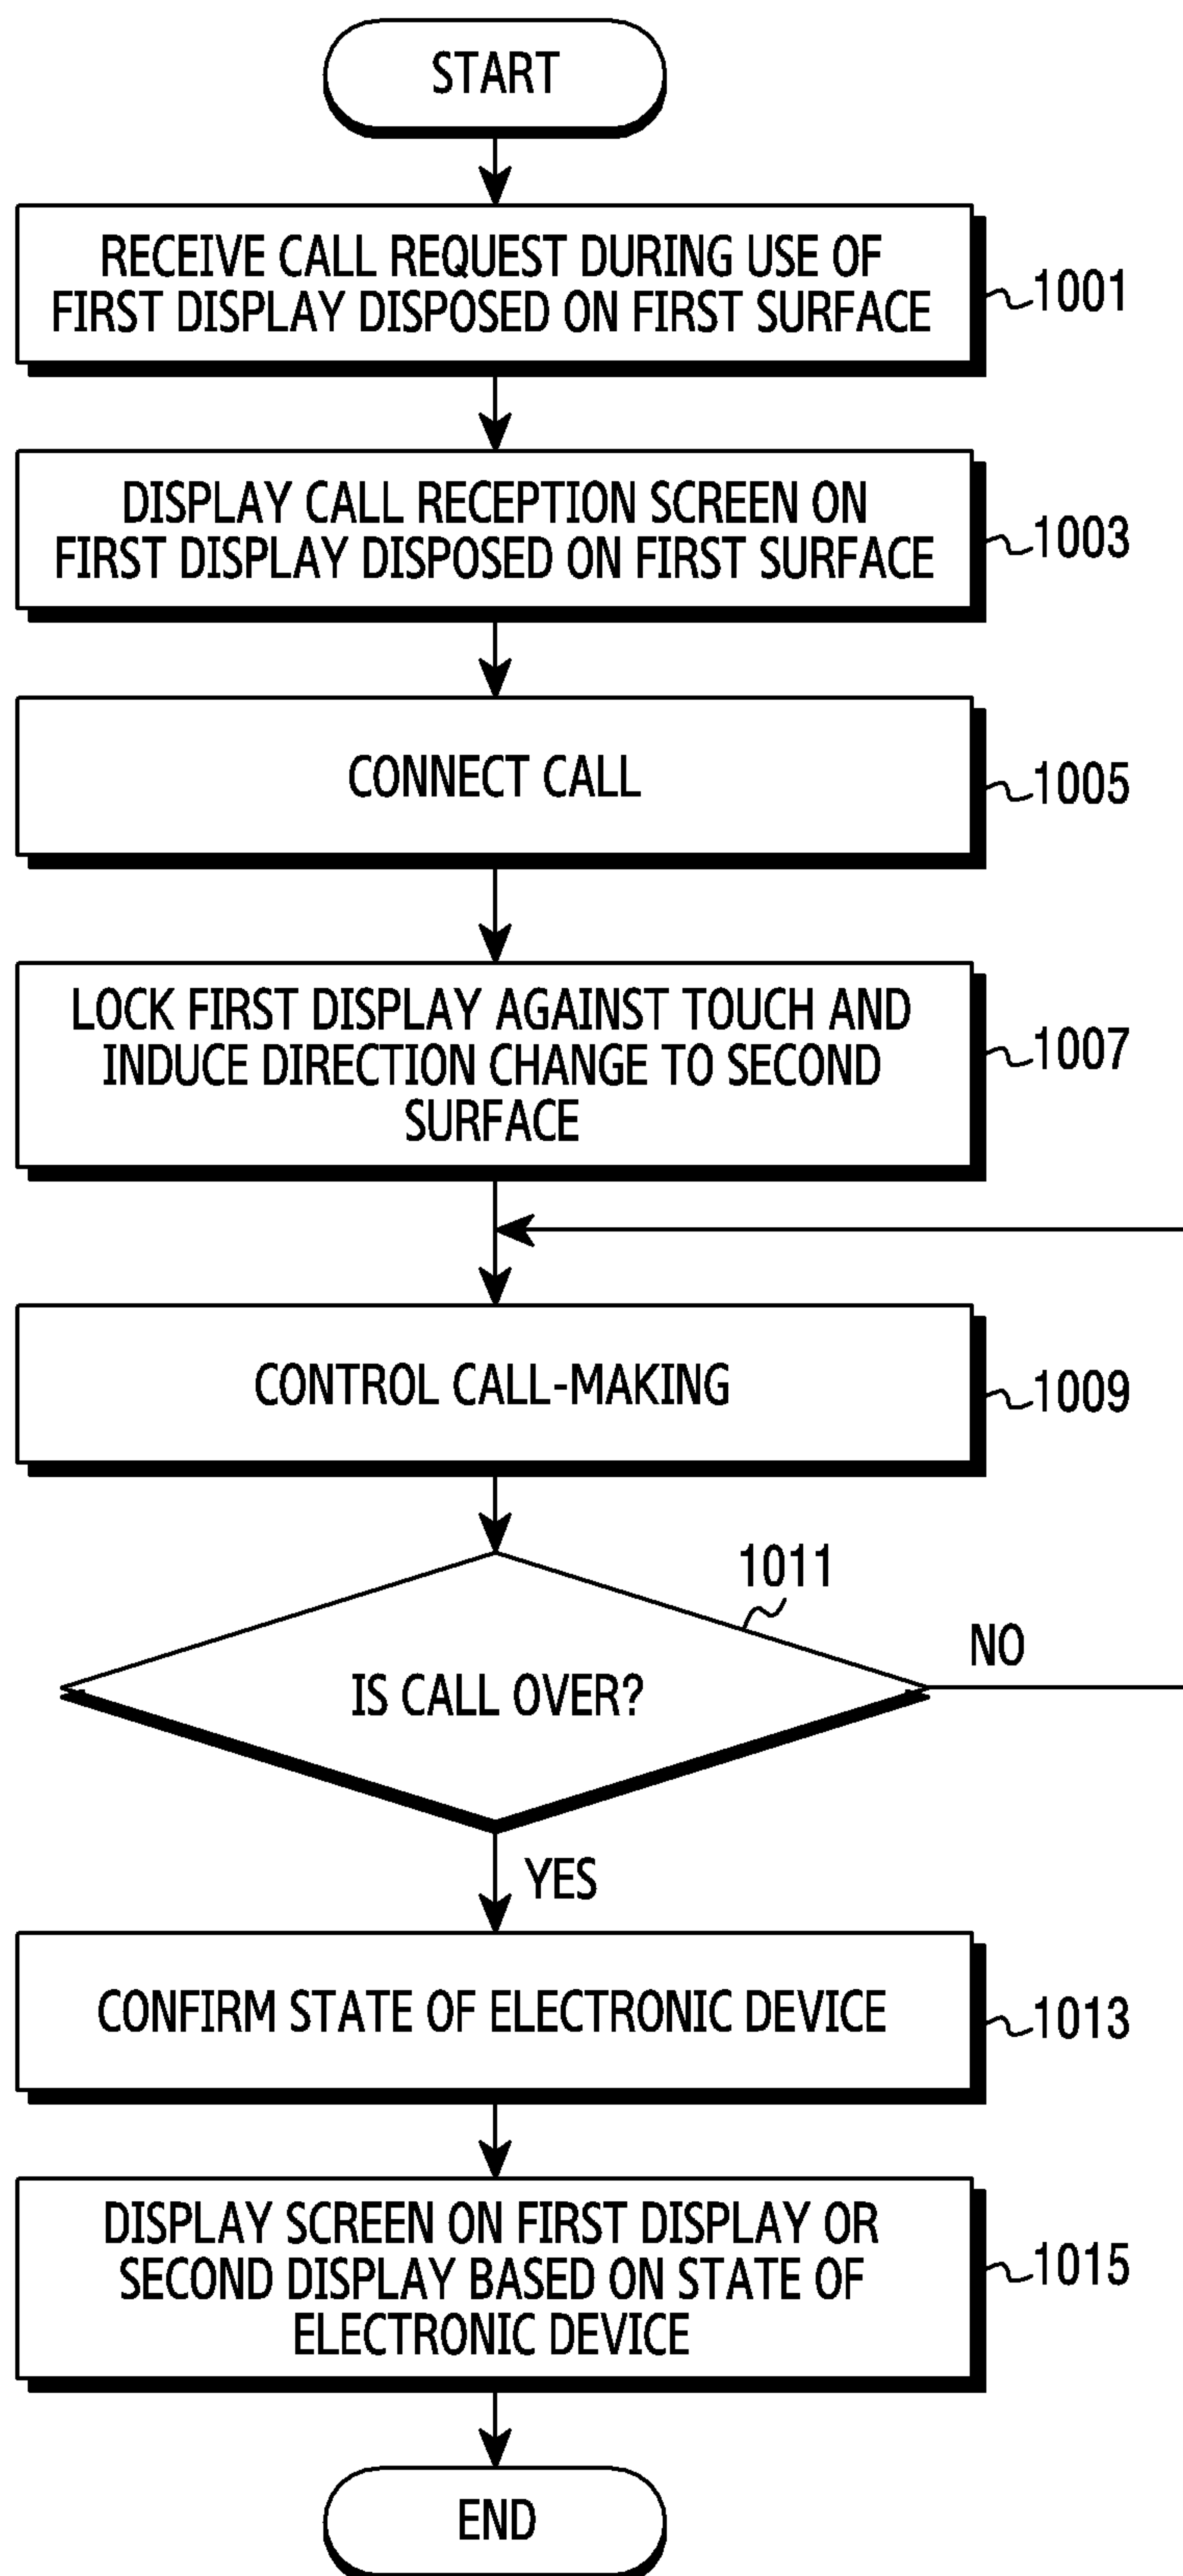 START
RECEIVE CALL REQUEST DURING USE OF
FIRST DISPLAY DISPOSED ON FIRST SURFACE
1001
DISPLAY CALL RECEPTION SCREEN ON
FIRST DISPLAY DISPOSED ON FIRST SURFACE
1003
CONNECT CALL
1005
LOCK FIRST DISPLAY AGAINST TOUCH AND
INDUCE DIRECTION CHANGE TO SECOND
SURFACE
1007
CONTROL CALL-MAKING
1009
1011
IS CALL OVER?
NO
YES
CONFIRM STATE OF ELECTRONIC DEVICE
1013
DISPLAY SCREEN ON FIRST DISPLAY OR
SECOND DISPLAY BASED ON STATE OF
ELECTRONIC DEVICE
1015
END